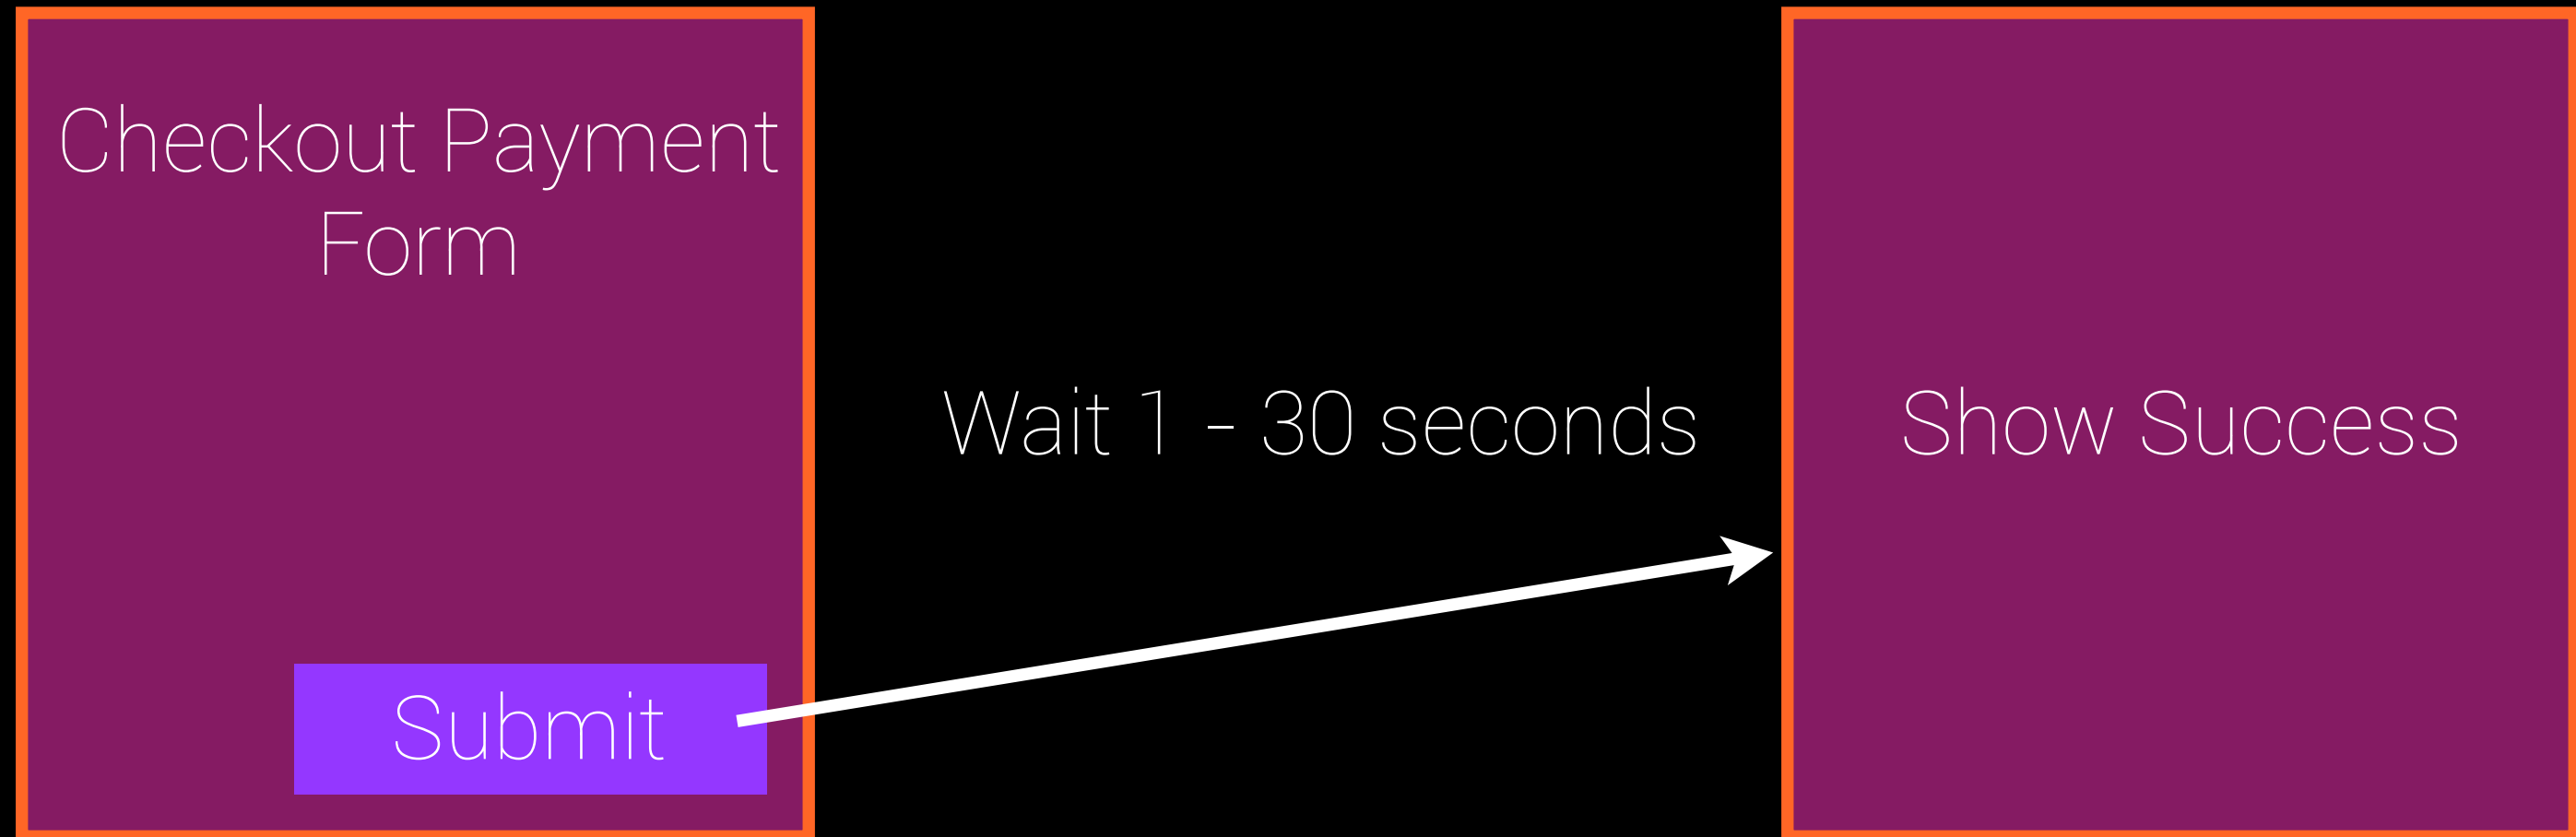 Checkout Payment
Form
Submit
Wait 1 - 30 seconds
Show Success